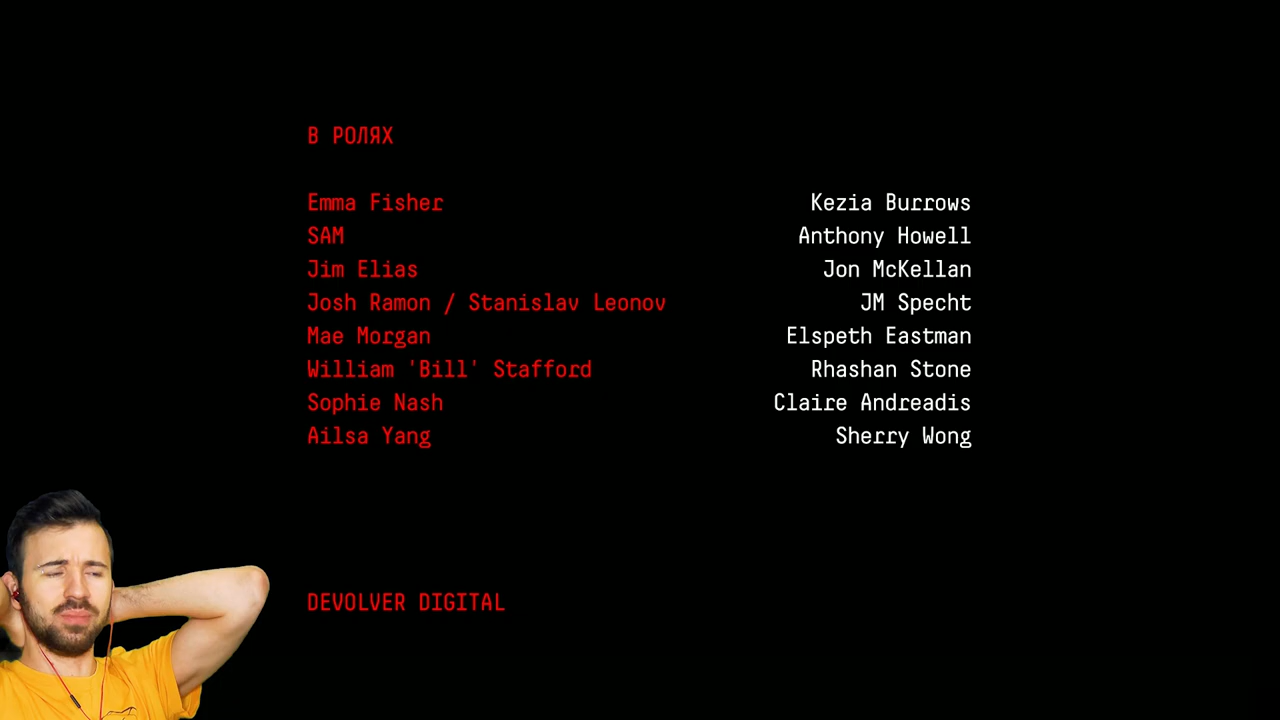 В РОЛЯХ
Emma Fisher Kezia Burrows
SAM Anthony Howell
Jim Elias Jon McKellan
Josh Ramon / Stanislav Leonov JM Specht
Mae Morgan Elspeth Eastman
William 'Bill' Stafford Rhashan Stone
Sophie Nash Claire Andreadis
Ailsa Yang Sherry Wong
DEVOLVER DIGITAL